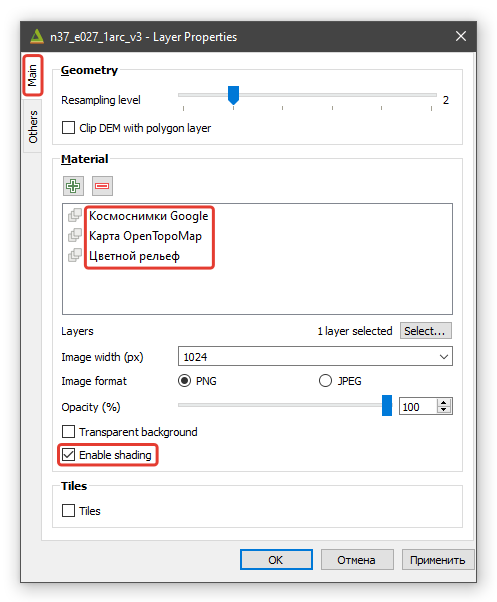 n37_e027_1arc_v3 - Layer Properties
Main
Others
Geometry
Resampling level
2
Clip DEM with polygon layer
Material
Космоснимки Google
Карта OpenTopoMap
Цветной рельеф
Layers 1 layer selected Select...
Image width (px) 1024
Image format PNG JPEG
Opacity (%) 100
Transparent background
Enable shading
Tiles
Tiles
OK Отмена Применить